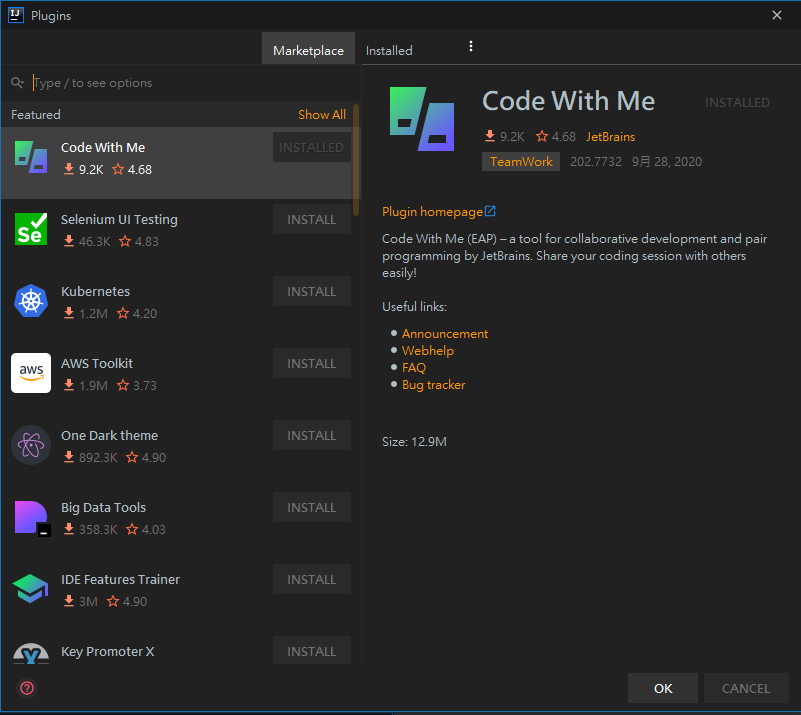 Plugins
Marketplace Installed
Type / to see options
Featured Show All
Code With Me INSTALLED
9.2K 4.68
Selenium UI Testing INSTALL
46.3K 4.83
Se
Kubernetes INSTALL
1.2M 4.20
AWS Toolkit INSTALL
aws
1.9M 3.73
One Dark theme INSTALL
892.3K 4.90
Big Data Tools INSTALL
358.3K 4.03
IDE Features Trainer INSTALL
3M 4.90
Key Promoter X INSTALL
Code With Me INSTALLED
9.2K 4.68 JetBrains
TeamWork 202.7732 9月 28, 2020
Plugin homepage
Code With Me (EAP) – a tool for collaborative development and pair
programming by JetBrains. Share your coding session with others
easily!
Useful links:
Announcement
Webhelp
FAQ
Bug tracker
Size: 12.9M
OK CANCEL